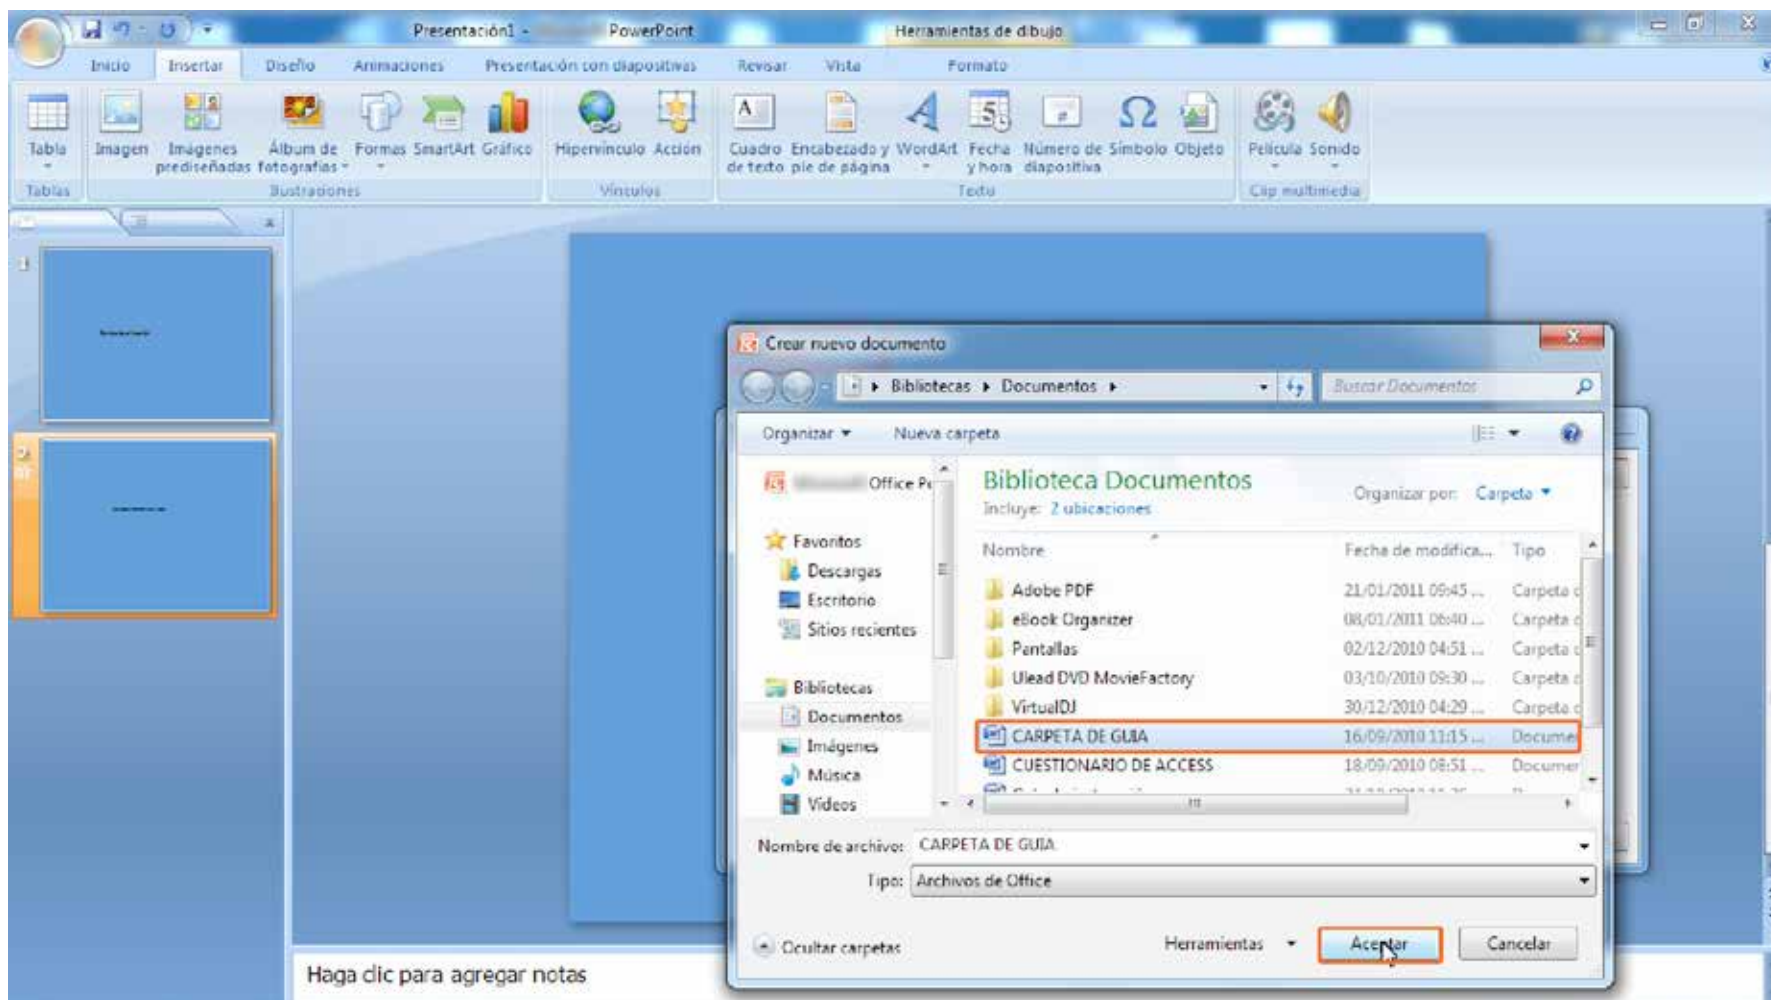 Presentación1 - PowerPoint Herramientas de dibujo
Inicio Insertar Diseño Animaciones Presentación con diapositivas Revisar Vista Formato
Tabla Imagen Imágenes prediseñadas Álbum de fotografías Formas SmartArt Gráfico Hipervínculo Acción Cuadro de texto Encabezado y pie de página WordArt Fecha y hora Número de diapositiva Símbolo Objeto Película Sonido
Tablas Ilustraciones Vínculos Texto Clip multimedia
Crear nuevo documento
Bibliotecas Documentos Buscar Documentos
Organizar Nueva carpeta
Office
Favoritos
Descargas
Escritorio
Sitios recientes
Bibliotecas
Documentos
Imágenes
Música
Vídeos
Biblioteca Documentos
Incluye: 2 ubicaciones
Organizar por: Carpeta
Nombre Fecha de modifica... Tipo
Adobe PDF 21/01/2011 09:45 ... Carpeta
eBook Organizer 08/01/2011 06:40 ... Carpeta
Pantallas 02/12/2010 04:51 ... Carpeta
Ulead DVD MovieFactory 03/10/2010 09:30 ... Carpeta
VirtualDJ 30/12/2010 04:29 ... Carpeta
CARPETA DE GUIA 16/09/2010 11:15 ... Docume
CUESTIONARIO DE ACCESS 18/09/2010 08:51 ... Documen
Nombre de archivo: CARPETA DE GUIA
Tipo: Archivos de Office
Ocultar carpetas Herramientas Aceptar Cancelar
Haga clic para agregar notas